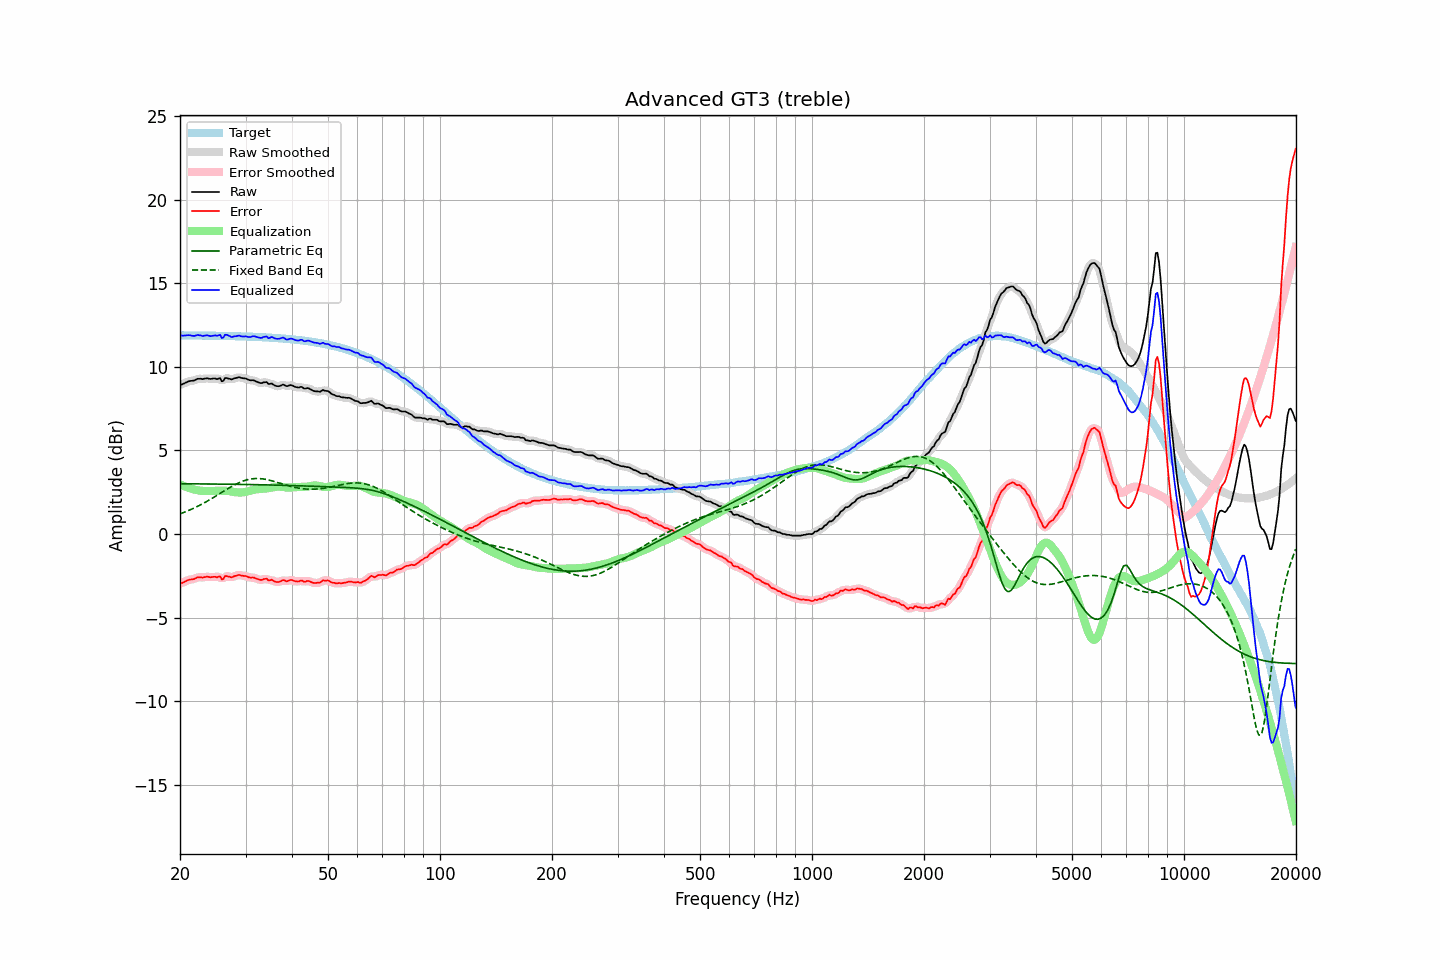 Advanced GT3 (treble)
Target
Raw Smoothed
Error Smoothed
Raw
Error
Equalization
Parametric Eq
Fixed Band Eq
Equalized
25
20
15
10
5
0
−5
−10
−15
Amplitude (dBr)
20 50 100 200 500 1000 2000 5000 10000 20000
Frequency (Hz)